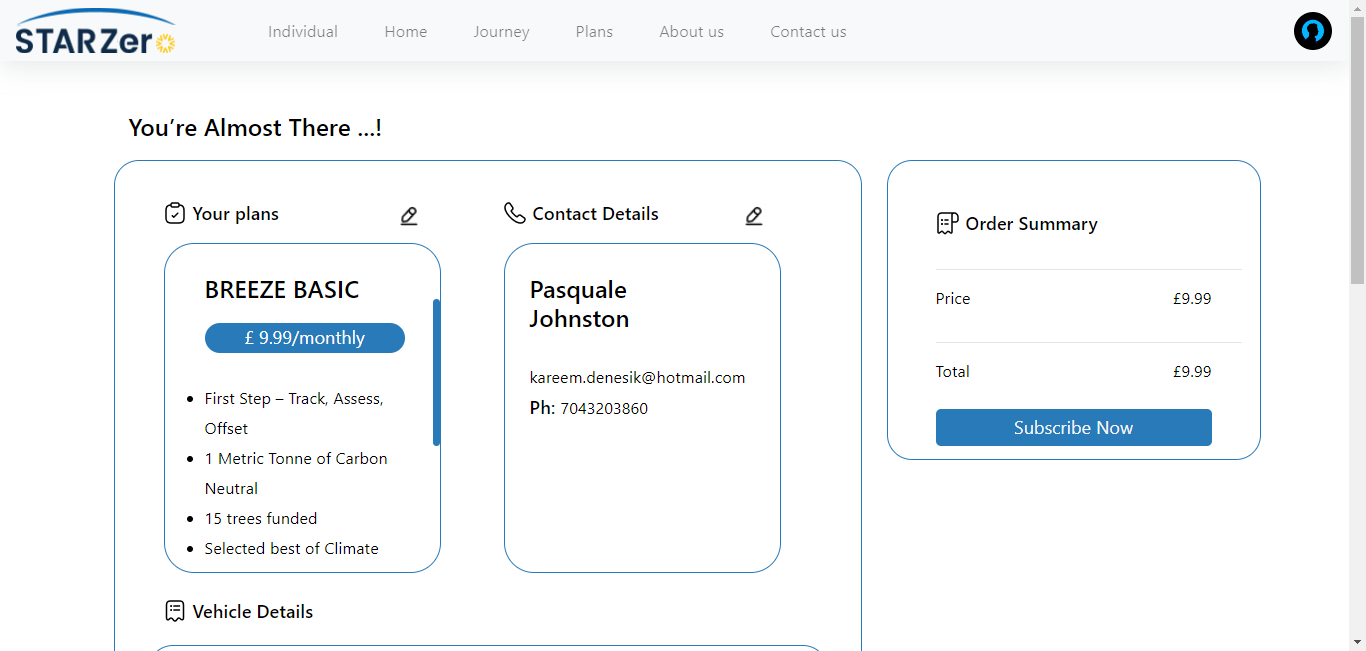 STARZer
Individual
Home
Journey
Plans
About us
Contact us
You’re Almost There ...!
Your plans
BREEZE BASIC
£ 9.99/monthly
First Step – Track, Assess,
Offset
1 Metric Tonne of Carbon
Neutral
15 trees funded
Selected best of Climate
Contact Details
Pasquale
Johnston
kareem.denesik@hotmail.com
Ph: 7043203860
Vehicle Details
Order Summary
Price £9.99
Total £9.99
Subscribe Now